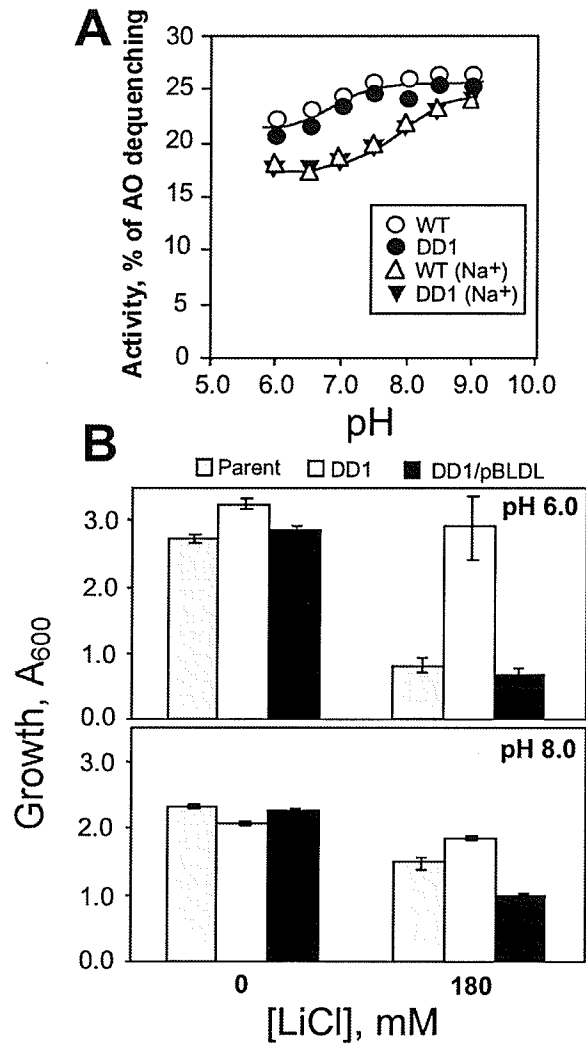 A
Activity, % of AO dequenching
30
25
20
15
10
5
0
5.0 6.0 7.0 8.0 9.0 10.0
pH
WT
DD1
WT (Na⁺)
DD1 (Na⁺)
B
Parent DD1 DD1/pBLDL
Growth, A₆₀₀
pH 6.0
3.0
2.0
1.0
0.0
pH 8.0
3.0
2.0
1.0
0.0
0 180
[LiCl], mM